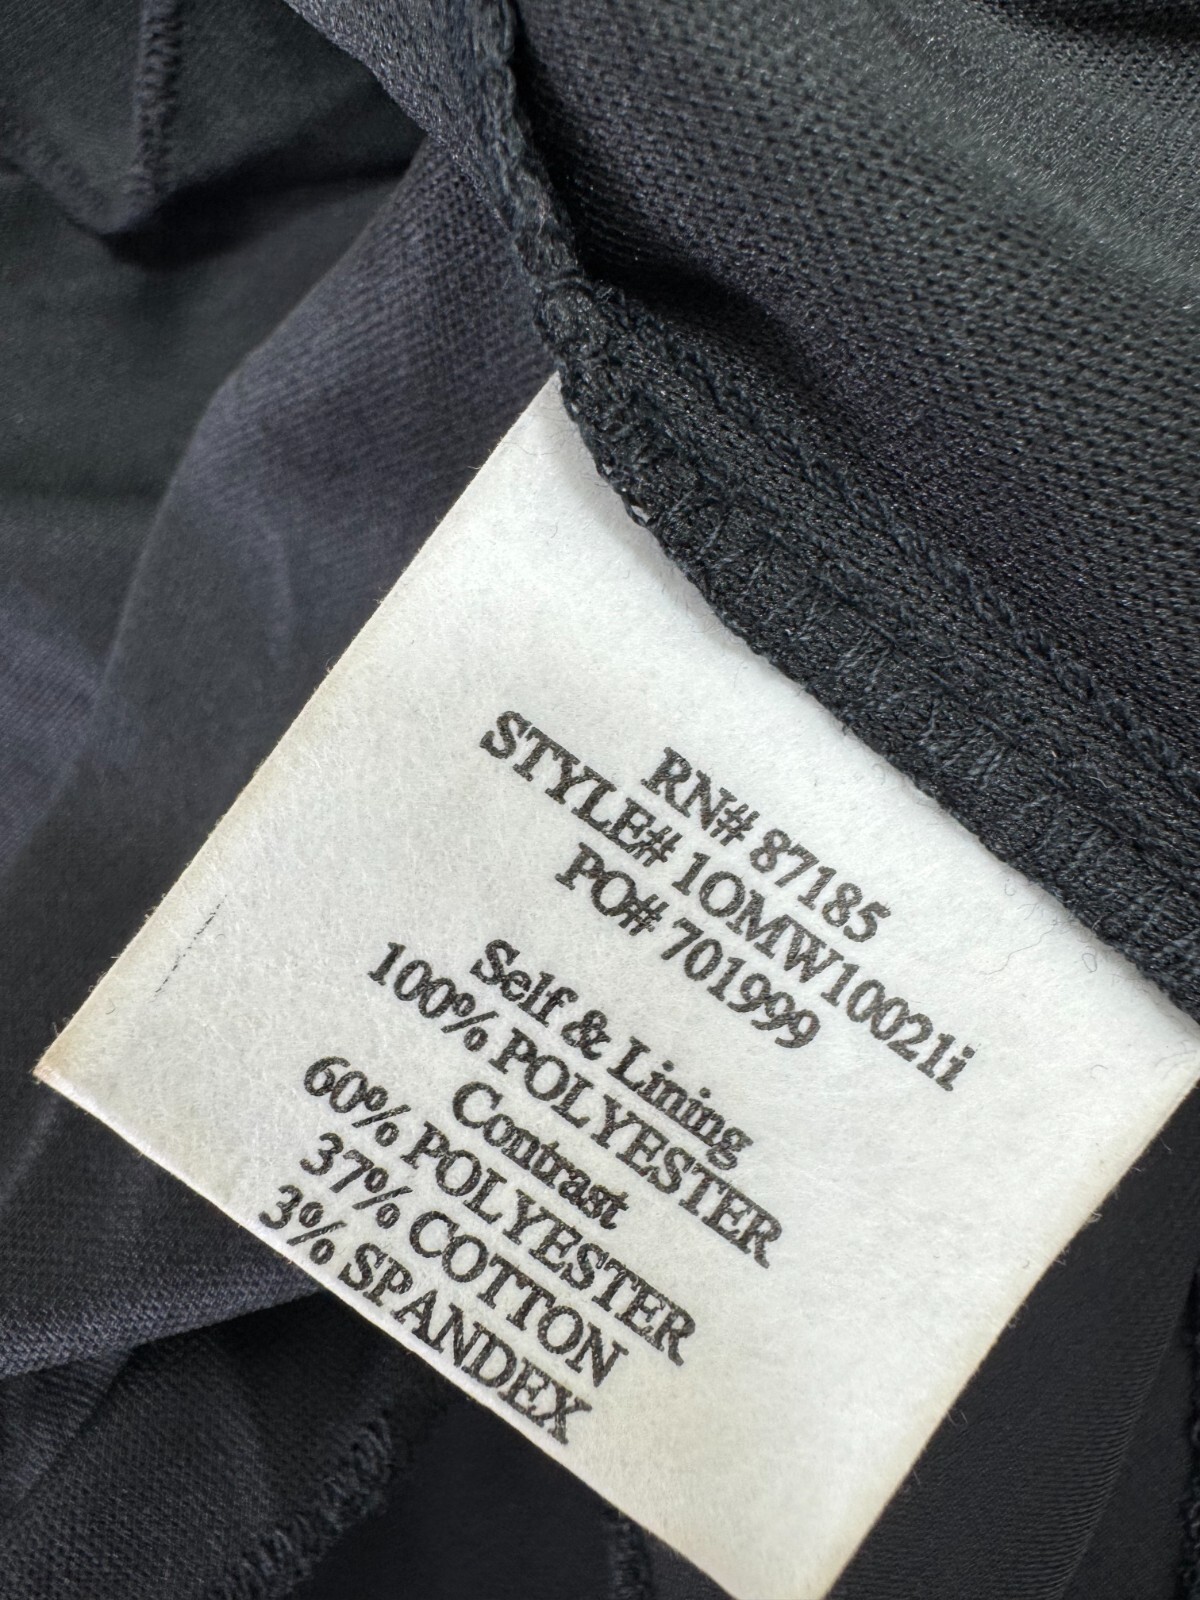 RN# 87185
STYLE# 1OMW10021i
PO# 701999
Self & Lining
100% POLYESTER
Contrast
60% POLYESTER
37% COTTON
3% SPANDEX